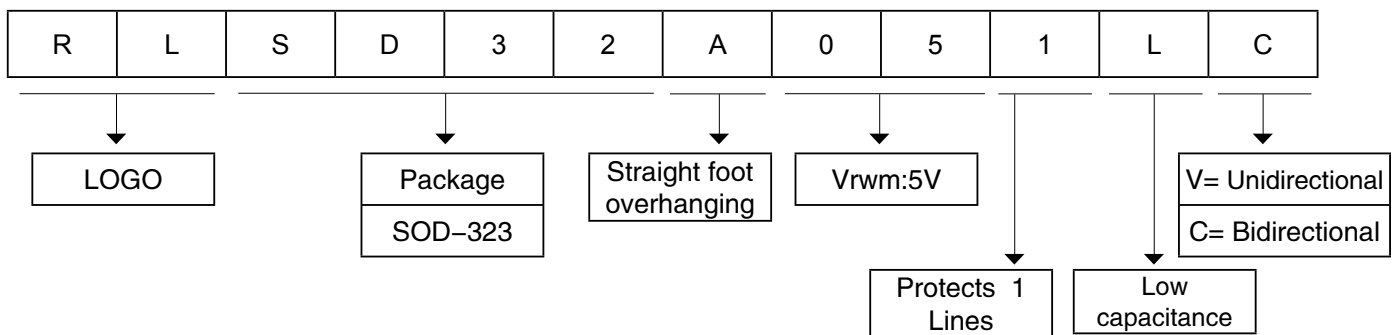 R L S D 3 2 A 0 5 1 L C
LOGO
Package
SOD−323
Straight foot
overhanging
Vrwm:5V
V= Unidirectional
C= Bidirectional
Protects 1
Lines
Low
capacitance